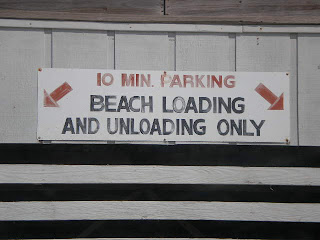 10 MIN. PARKING
BEACH LOADING
AND UNLOADING ONLY